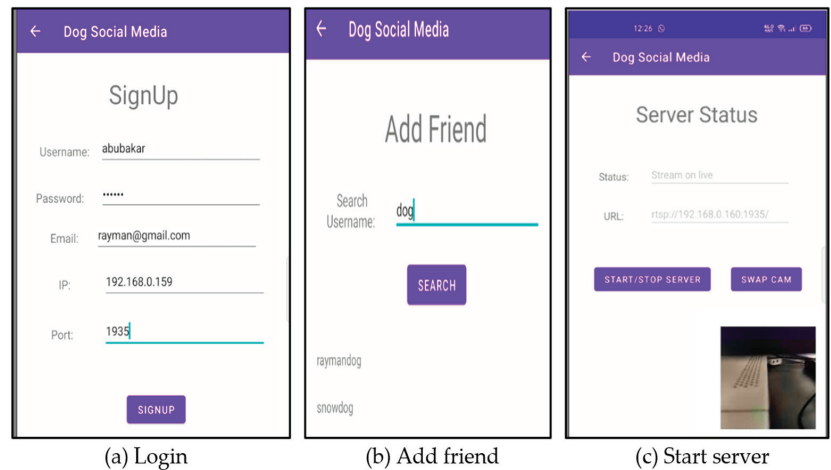 ← Dog Social Media
SignUp
Username: abubakar
Password: ••••••
Email: rayman@gmail.com
IP: 192.168.0.159
Port: 1935
SIGNUP
(a) Login
← Dog Social Media
Add Friend
Search
Username: dog
SEARCH
raymandog
snowdog
(b) Add friend
12:26
← Dog Social Media
Server Status
Status: Stream on live
URL: rtsp://192.168.0.160:1935/
START/STOP SERVER SWAP CAM
(c) Start server